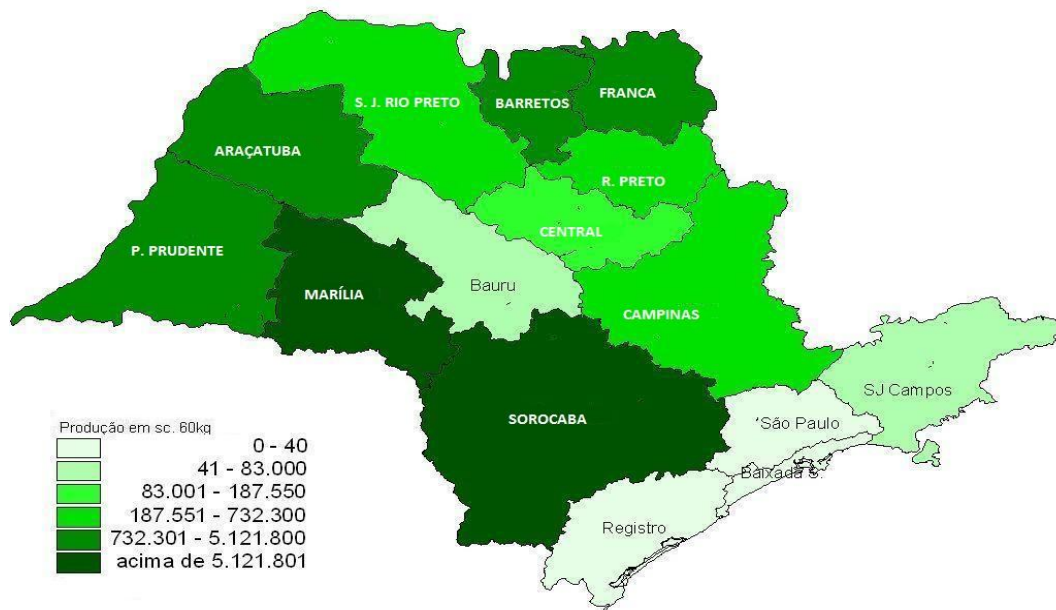 S. J. RIO PRETO
BARRETOS
FRANCA
ARAÇATUBA
R. PRETO
CENTRAL
P. PRUDENTE
MARÍLIA
Bauru
CAMPINAS
SJ Campos
SOROCABA
São Paulo
Baixada S.
Registro
Produção em sc. 60kg
0 - 40
41 - 83.000
83.001 - 187.550
187.551 - 732.300
732.301 - 5.121.800
acima de 5.121.801